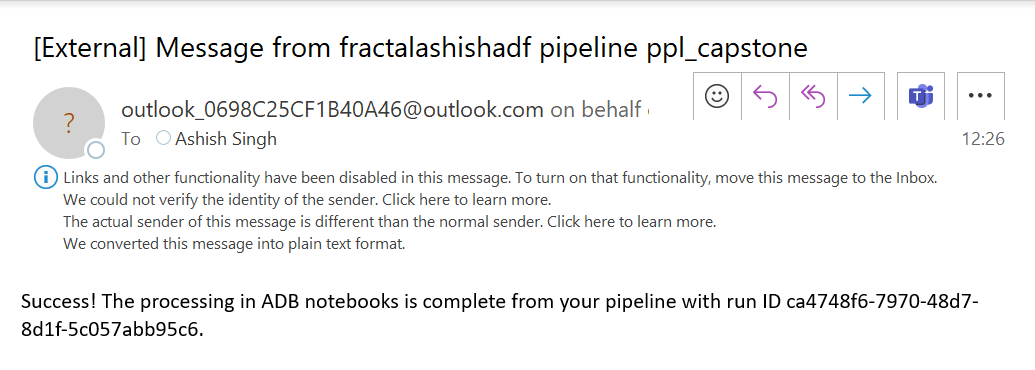 [External] Message from fractalashishadf pipeline ppl_capstone
?
outlook_0698C25CF1B40A46@outlook.com on behalf
To Ashish Singh
12:26
Links and other functionality have been disabled in this message. To turn on that functionality, move this message to the Inbox.
We could not verify the identity of the sender. Click here to learn more.
The actual sender of this message is different than the normal sender. Click here to learn more.
We converted this message into plain text format.
Success! The processing in ADB notebooks is complete from your pipeline with run ID ca4748f6-7970-48d7-
8d1f-5c057abb95c6.